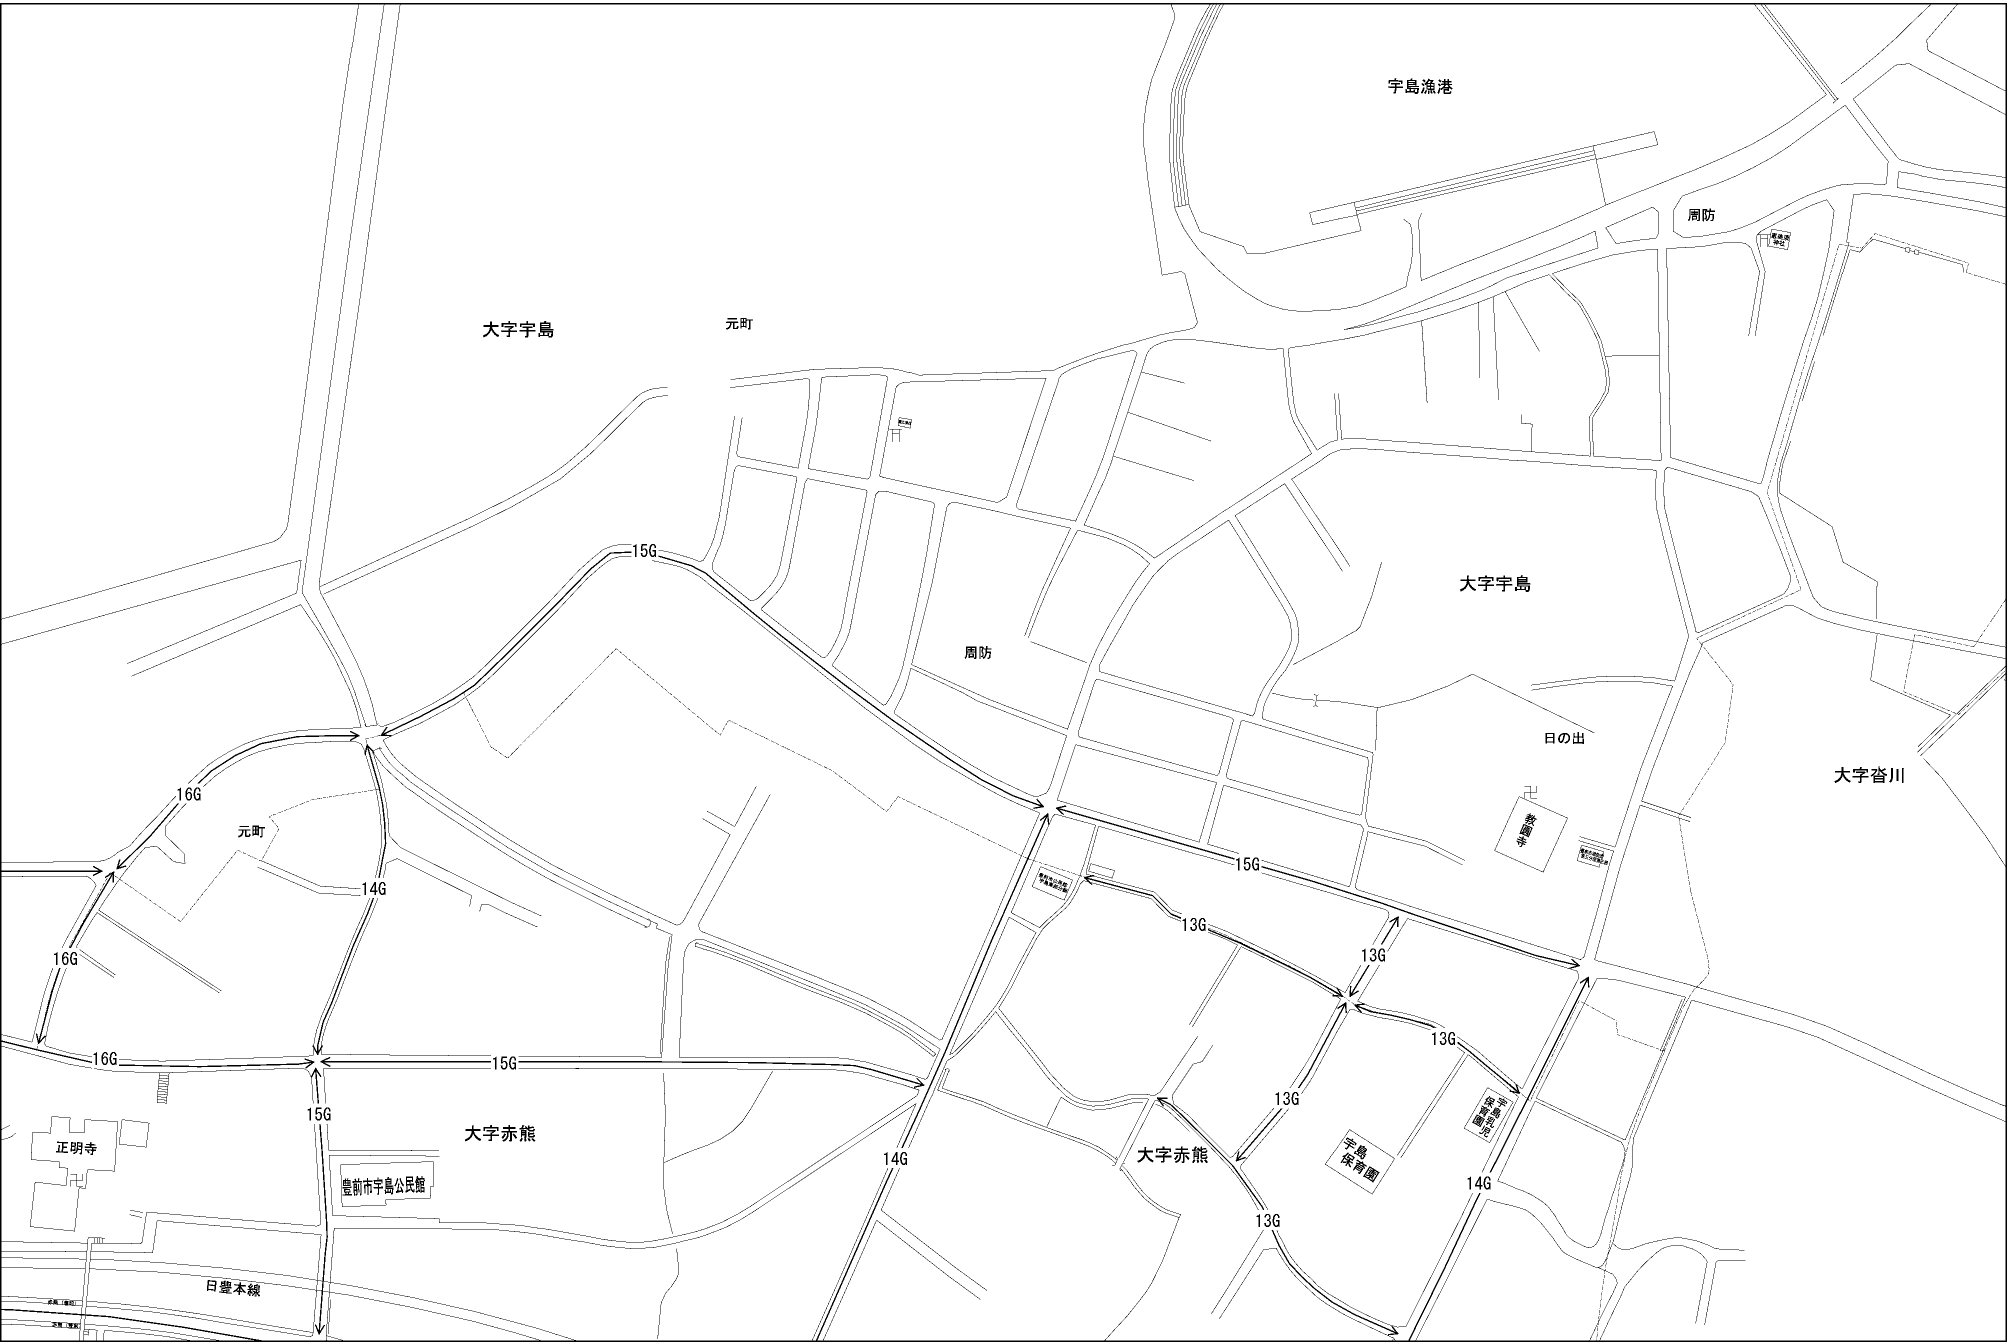 宇島漁港
周防
神社
大字宇島
元町
15G
大字宇島
周防
日の出
大字沓川
16G
元町
教圓寺
15G
14G
13G
13G
16G
13G
16G
15G
13G
15G
宇島乳児
保育園
大字赤熊
正明寺
大字赤熊
宇島
保育園
14G
豊前市宇島公民館
14G
13G
日豊本線